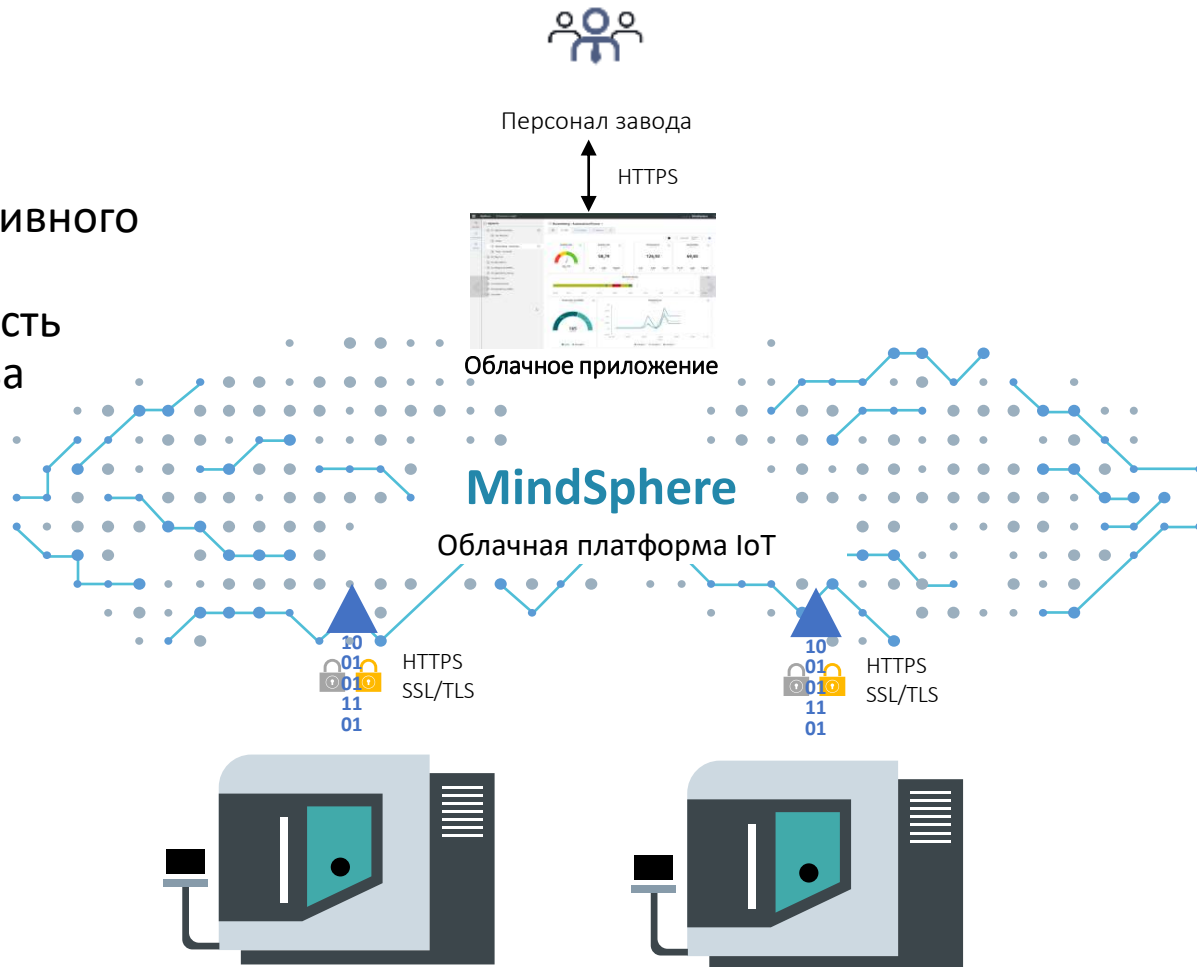 Персонал завода
HTTPS
ивного
сть
а
Облачное приложение
MindSphere
Облачная платформа IoT
10
01
01
11
01
HTTPS
SSL/TLS
10
01
01
11
01
HTTPS
SSL/TLS